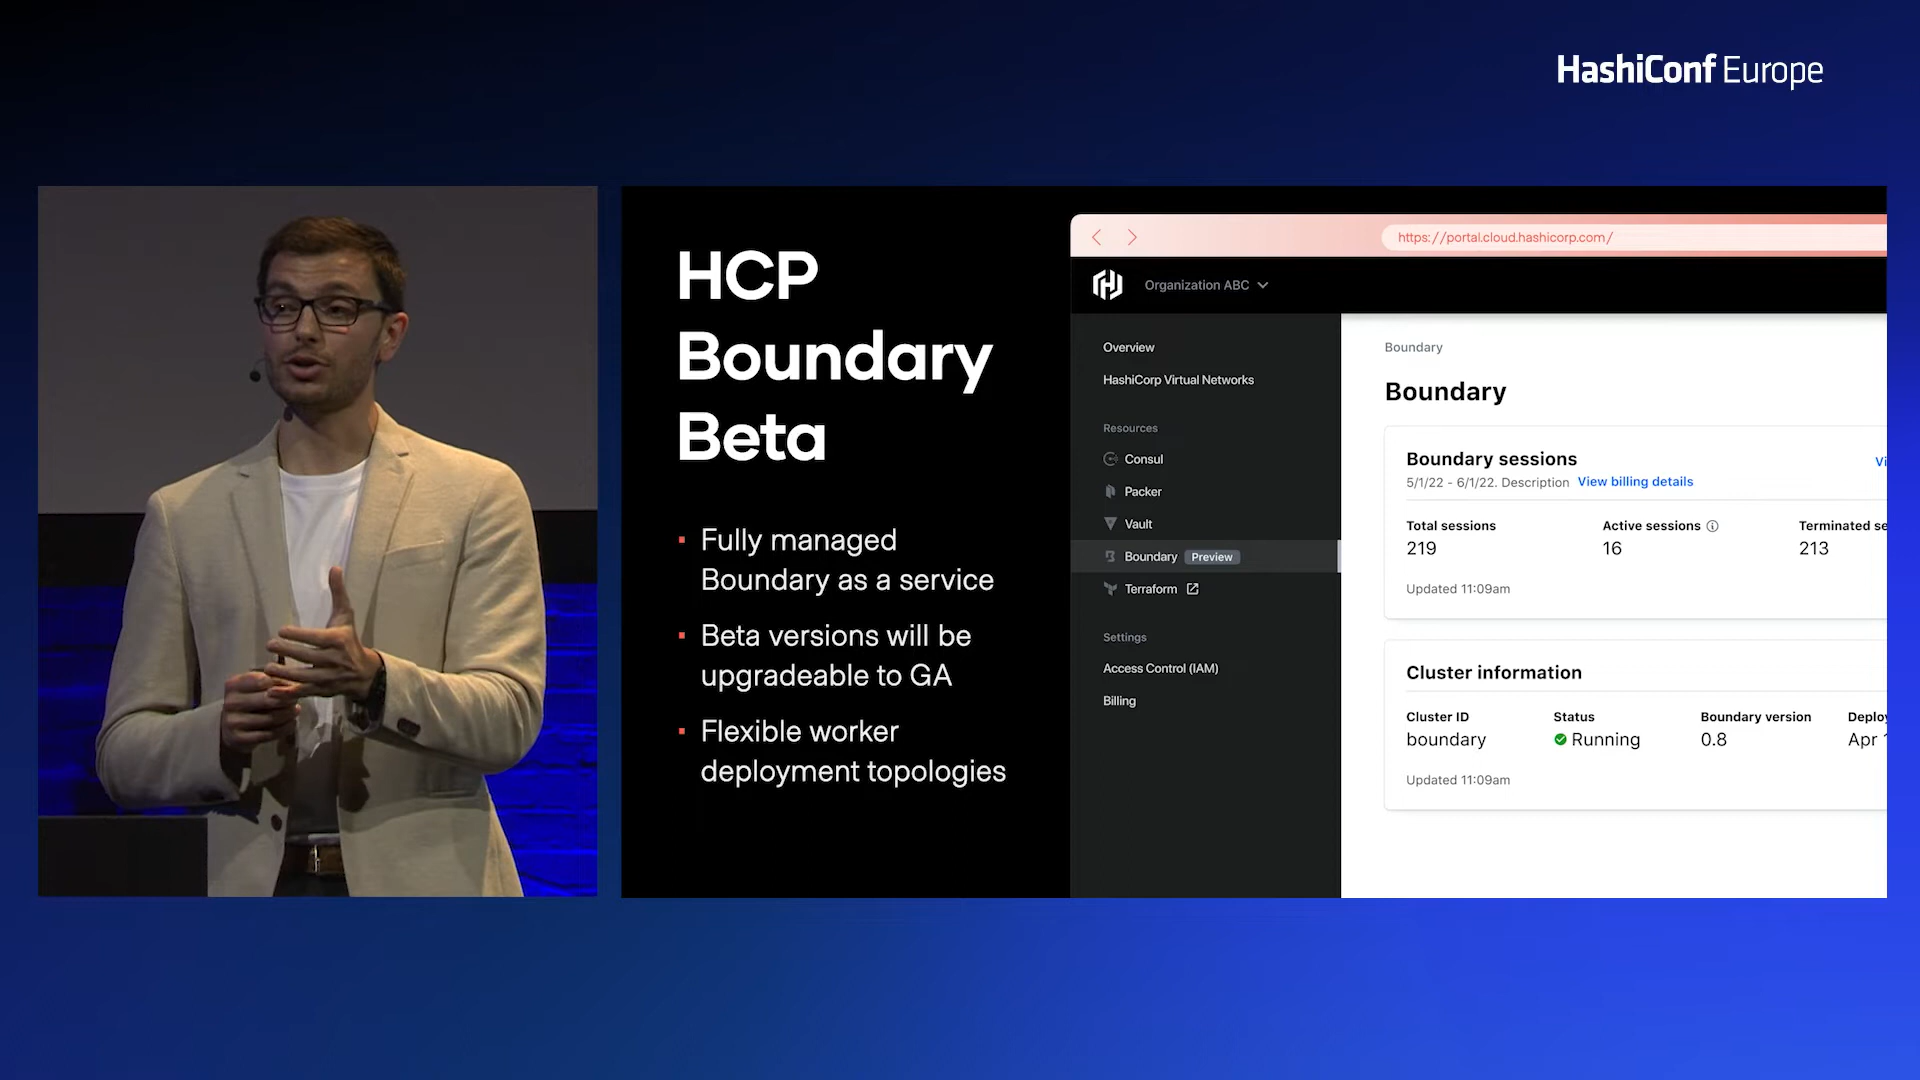 HashiConf Europe
HCP
Boundary
Beta
Fully managed
Boundary as a service
Beta versions will be
upgradeable to GA
Flexible worker
deployment topologies
https://portal.cloud.hashicorp.com/
Organization ABC
Overview
HashiCorp Virtual Networks
Resources
Consul
Packer
Vault
Boundary Preview
Terraform
Settings
Access Control (IAM)
Billing
Boundary
Boundary
Boundary sessions
5/1/22 - 6/1/22. Description View billing details
Total sessions Active sessions Terminated
219 16 213
Updated 11:09am
Cluster information
Cluster ID Status Boundary version
boundary Running 0.8 Apr
Updated 11:09am